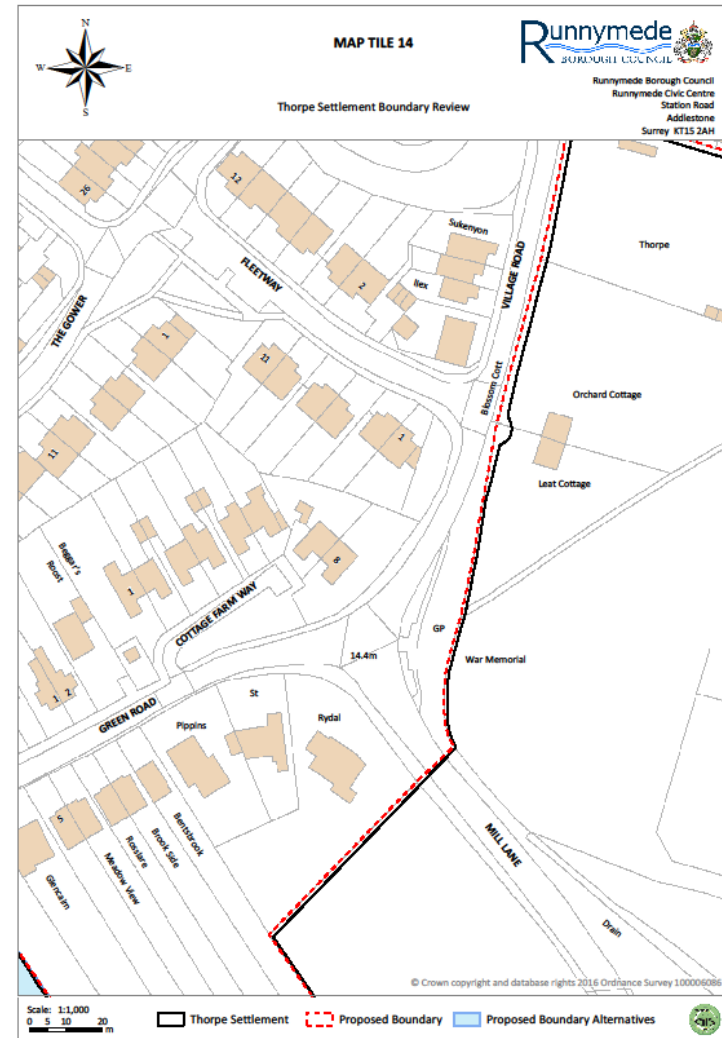 MAP TILE 14
Thorpe Settlement Boundary Review
N
W E
S
Runnymede
BOROUGH COUNCIL
Runnymede Borough Council
Runnymede Civic Centre
Station Road
Addlestone
Surrey KT15 2AH
26
12
Sukenyon
Thorpe
FLEETWAY
2
Ilex
VILLAGE ROAD
THE GOWER
1
11
Blossom Cott
Orchard Cottage
11
1
Leat Cottage
Beggar's
Roost
8
1
COTTAGE FARM WAY
GP
14.4m
War Memorial
1 2
GREEN ROAD
St
Pippins
Rydal
5
Bentsbrook
Brook Side
Rosslare
Meadow View
Glencairn
MILL LANE
Drain
© Crown copyright and database rights 2016 Ordnance Survey 100006086
Scale: 1:1,000
0 5 10 20
m
Thorpe Settlement
Proposed Boundary
Proposed Boundary Alternatives